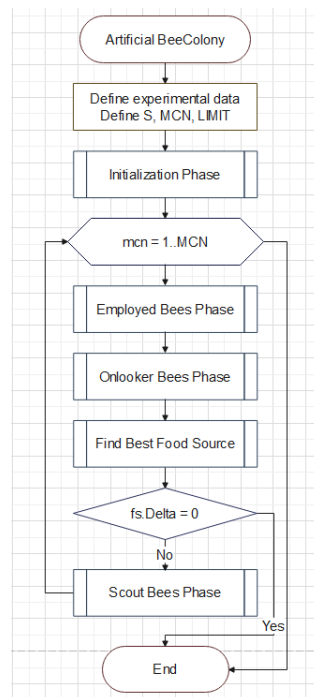 Artificial BeeColony
Define experimental data
Define S, MCN, LIMIT
Initialization Phase
mcn = 1..MCN
Employed Bees Phase
Onlooker Bees Phase
Find Best Food Source
fs.Delta = 0
No
Scout Bees Phase
Yes
End